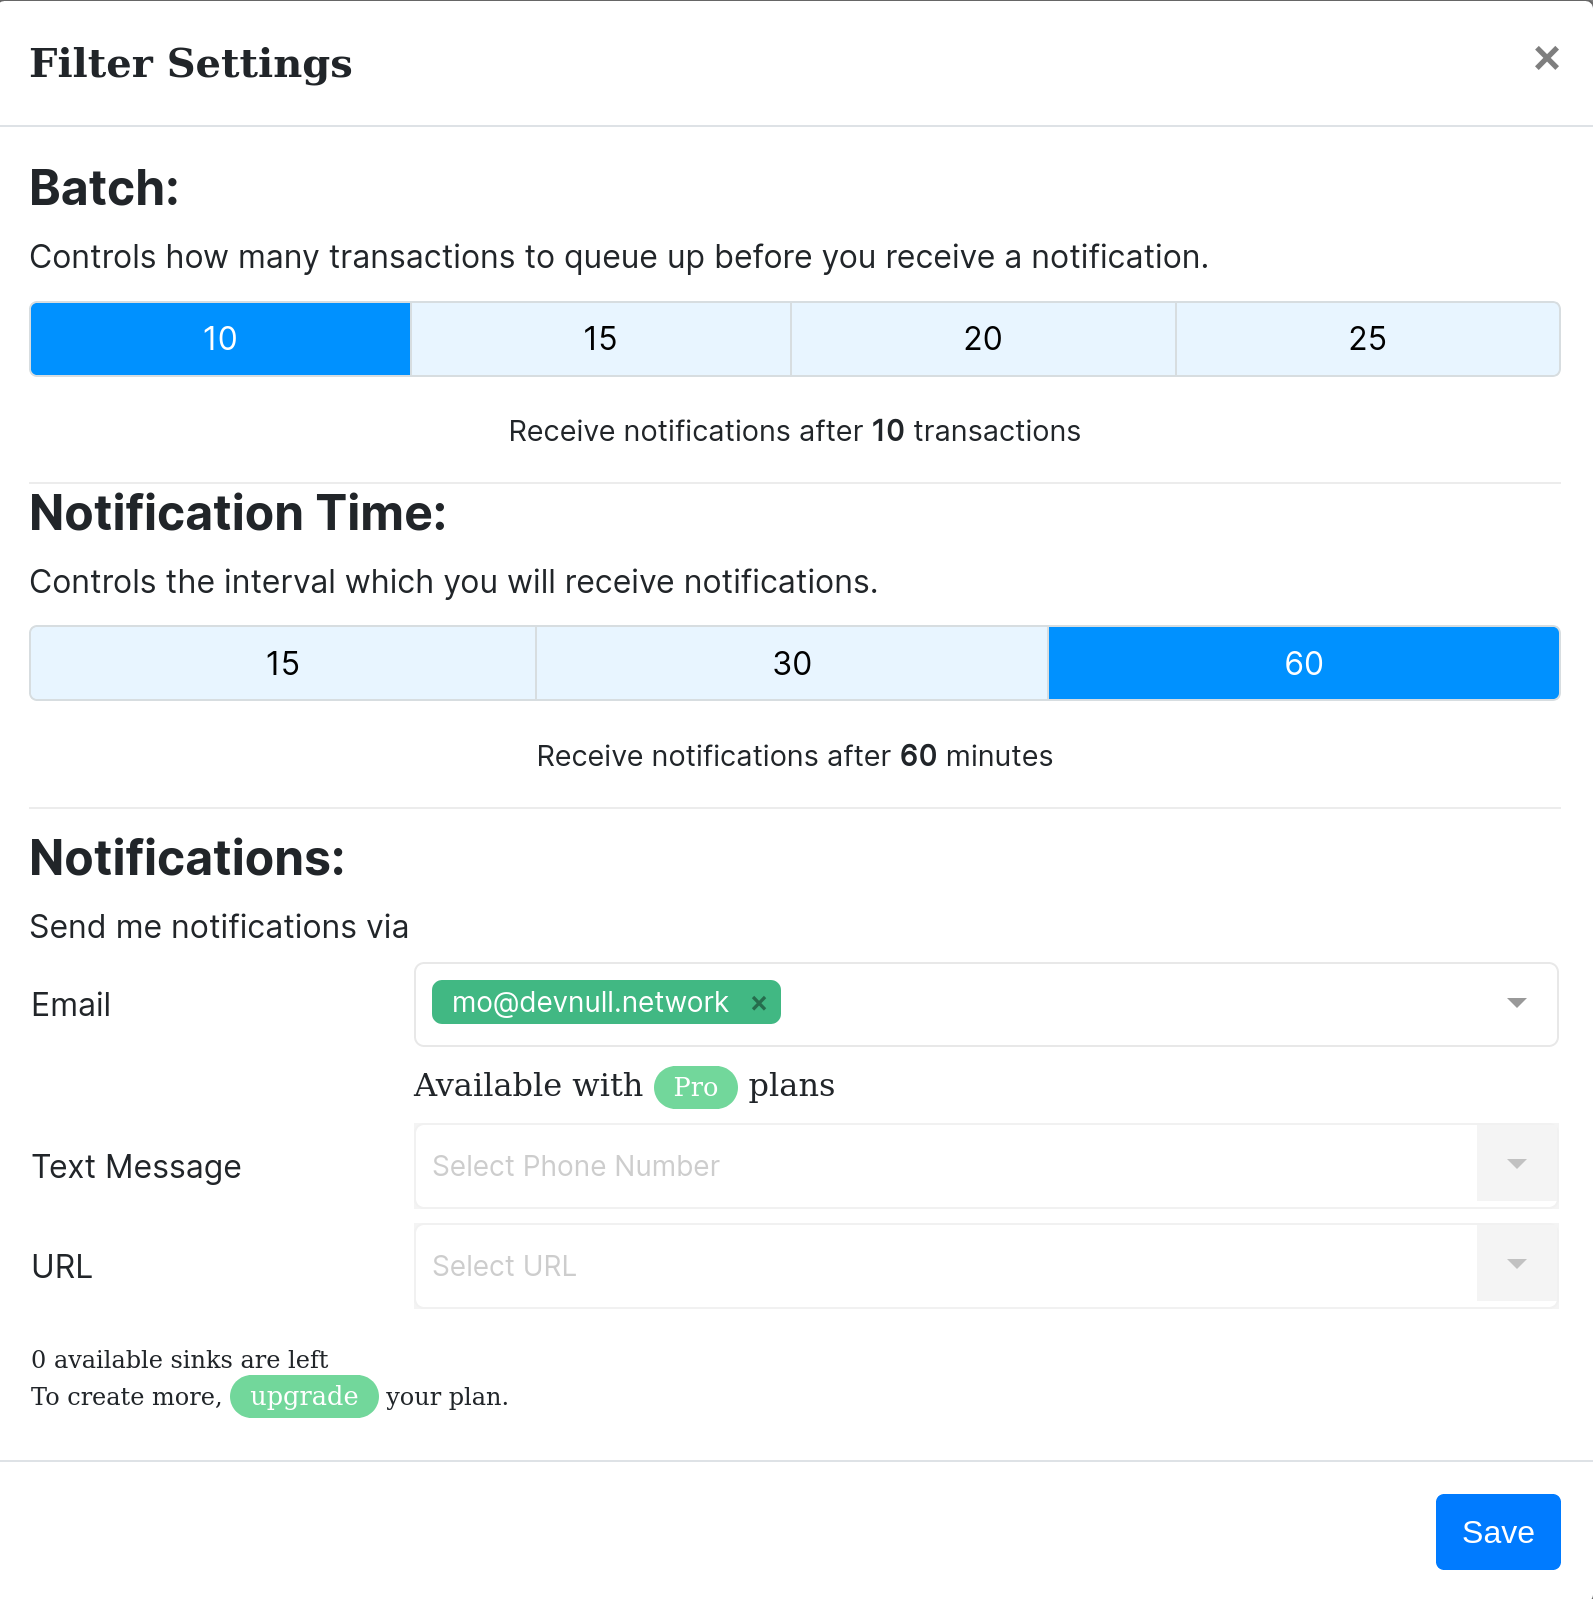 Filter Settings ×
Batch:
Controls how many transactions to queue up before you receive a notification.
10 15 20 25
Receive notifications after 10 transactions
Notification Time:
Controls the interval which you will receive notifications.
15 30 60
Receive notifications after 60 minutes
Notifications:
Send me notifications via
Email mo@devnull.network ×
Available with Pro plans
Text Message Select Phone Number
URL Select URL
0 available sinks are left
To create more, upgrade your plan.
Save